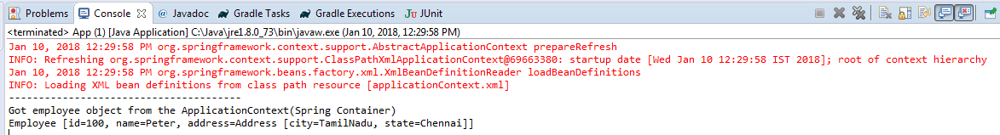 Problems Console Javadoc Gradle Tasks Gradle Executions JUnit
<terminated> App (1) [Java Application] C:\Java\jre1.8.0_73\bin\javaw.exe (Jan 10, 2018, 12:29:58 PM)
Jan 10, 2018 12:29:58 PM org.springframework.context.support.AbstractApplicationContext prepareRefresh
INFO: Refreshing org.springframework.context.support.ClassPathXmlApplicationContext@69663380: startup date [Wed Jan 10 12:29:58 IST 2018]; root of context hierarchy
Jan 10, 2018 12:29:58 PM org.springframework.beans.factory.xml.XmlBeanDefinitionReader loadBeanDefinitions
INFO: Loading XML bean definitions from class path resource [applicationContext.xml]
---------------------------------------
Got employee object from the ApplicationContext(Spring Container)
Employee [id=100, name=Peter, address=Address [city=TamilNadu, state=Chennai]]